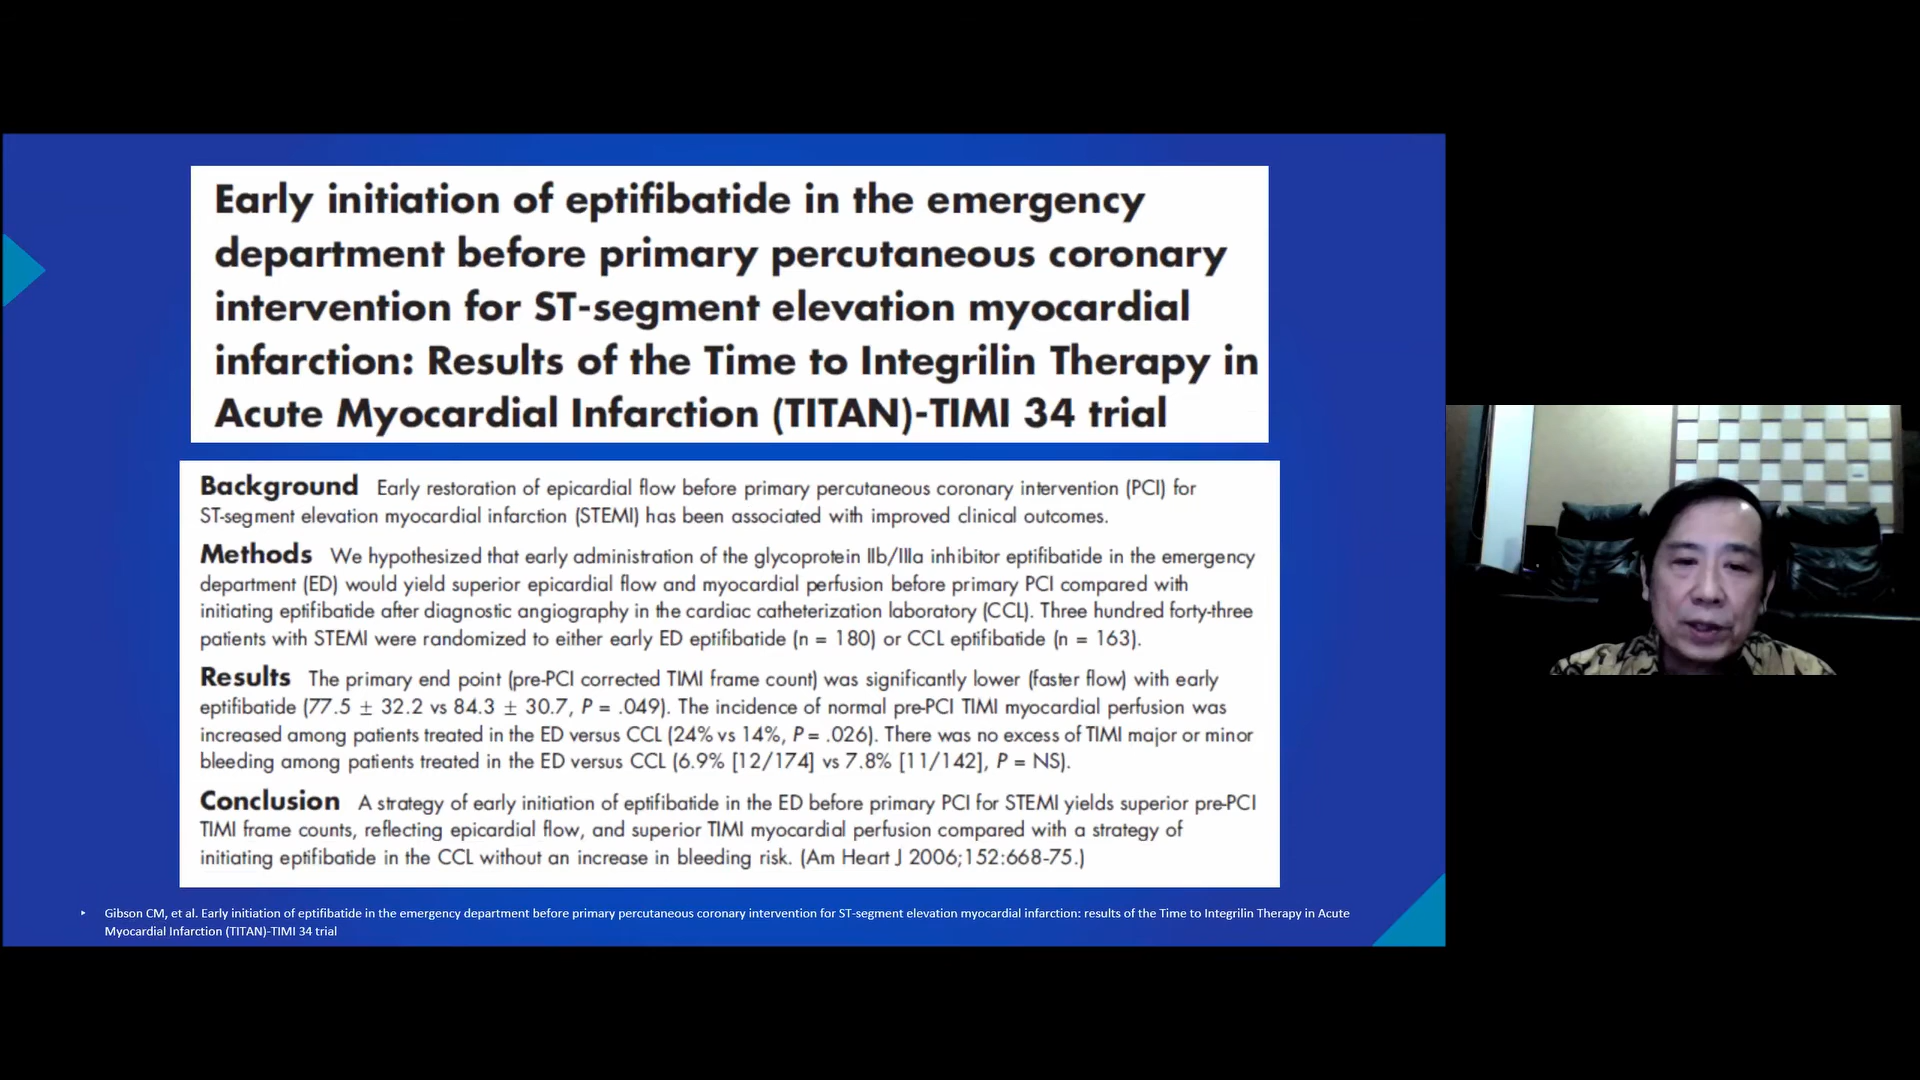 Early initiation of eptifibatide in the emergency
department before primary percutaneous coronary
intervention for ST-segment elevation myocardial
infarction: Results of the Time to Integrilin Therapy in
Acute Myocardial Infarction (TITAN)-TIMI 34 trial
Background Early restoration of epicardial flow before primary percutaneous coronary intervention (PCI) for
ST-segment elevation myocardial infarction (STEMI) has been associated with improved clinical outcomes.
Methods We hypothesized that early administration of the glycoprotein IIb/IIIa inhibitor eptifibatide in the emergency
department (ED) would yield superior epicardial flow and myocardial perfusion before primary PCI compared with
initiating eptifibatide after diagnostic angiography in the cardiac catheterization laboratory (CCL). Three hundred forty-three
patients with STEMI were randomized to either early ED eptifibatide (n = 180) or CCL eptifibatide (n = 163).
Results The primary end point (pre-PCI corrected TIMI frame count) was significantly lower (faster flow) with early
eptifibatide (77.5 ± 32.2 vs 84.3 ± 30.7, P = .049). The incidence of normal pre-PCI TIMI myocardial perfusion was
increased among patients treated in the ED versus CCL (24% vs 14%, P = .026). There was no excess of TIMI major or minor
bleeding among patients treated in the ED versus CCL (6.9% [12/174] vs 7.8% [11/142], P = NS).
Conclusion A strategy of early initiation of eptifibatide in the ED before primary PCI for STEMI yields superior pre-PCI
TIMI frame counts, reflecting epicardial flow, and superior TIMI myocardial perfusion compared with a strategy of
initiating eptifibatide in the CCL without an increase in bleeding risk. (Am Heart J 2006;152:668-75.)
‣ Gibson CM, et al. Early initiation of eptifibatide in the emergency department before primary percutaneous coronary intervention for ST-segment elevation myocardial infarction: results of the Time to Integrilin Therapy in Acute
Myocardial Infarction (TITAN)-TIMI 34 trial